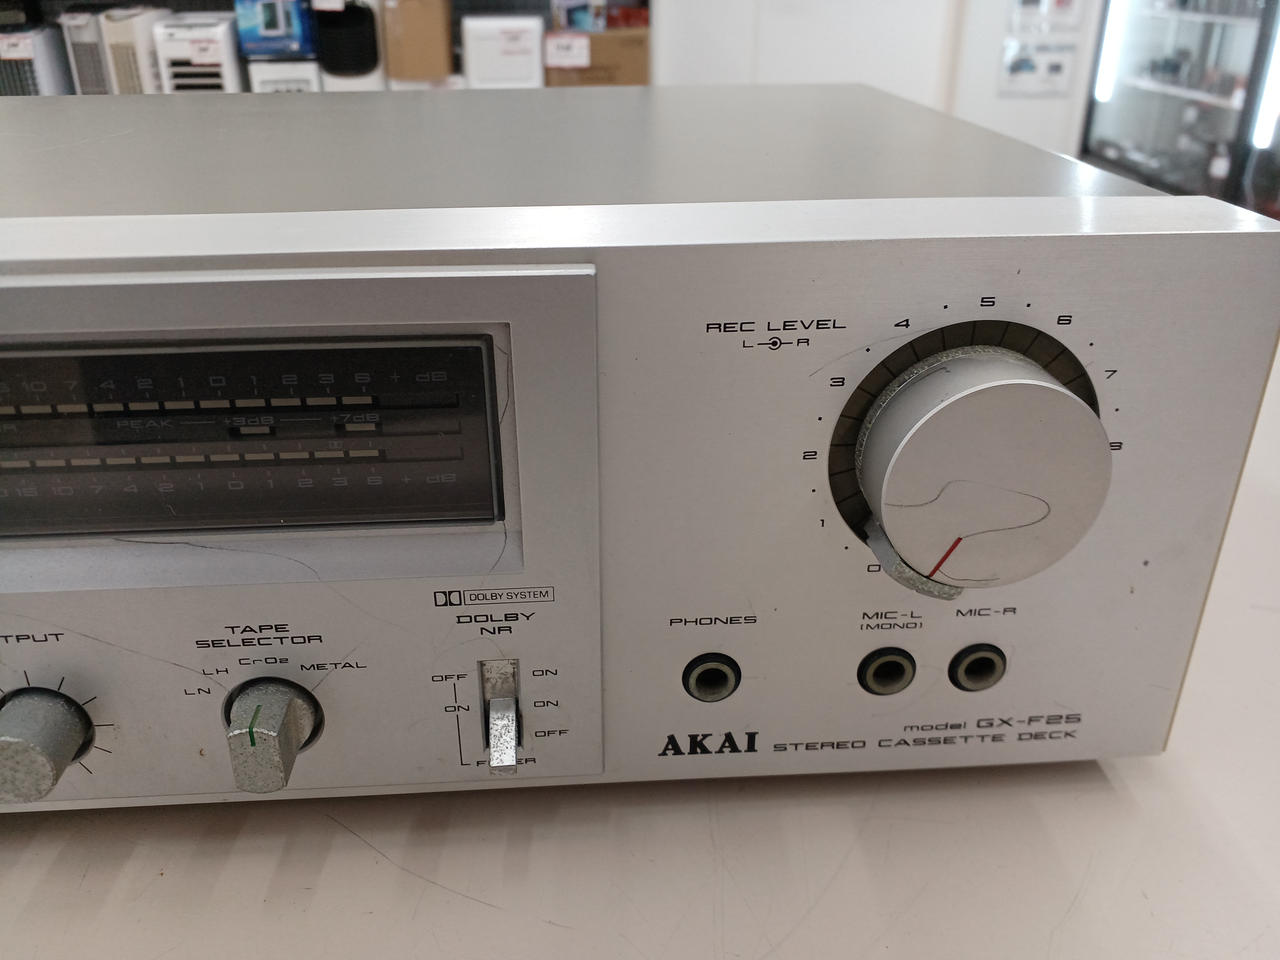 REC LEVEL
L R
0 1 2 3 4 5 6 7 8
10 7 4 2 1 0 1 2 3 6 + dB
PEAK +3dB +7dB
15 10 7 4 2 1 0 1 2 3 6 + dB
DOLBY SYSTEM
DOLBY
NR
OFF ON
ON ON
OFF
TAPE
SELECTOR
LN LH CrO2 METAL
PHONES
MIC-L
(MONO)
MIC-R
model GX-F25
AKAI STEREO CASSETTE DECK